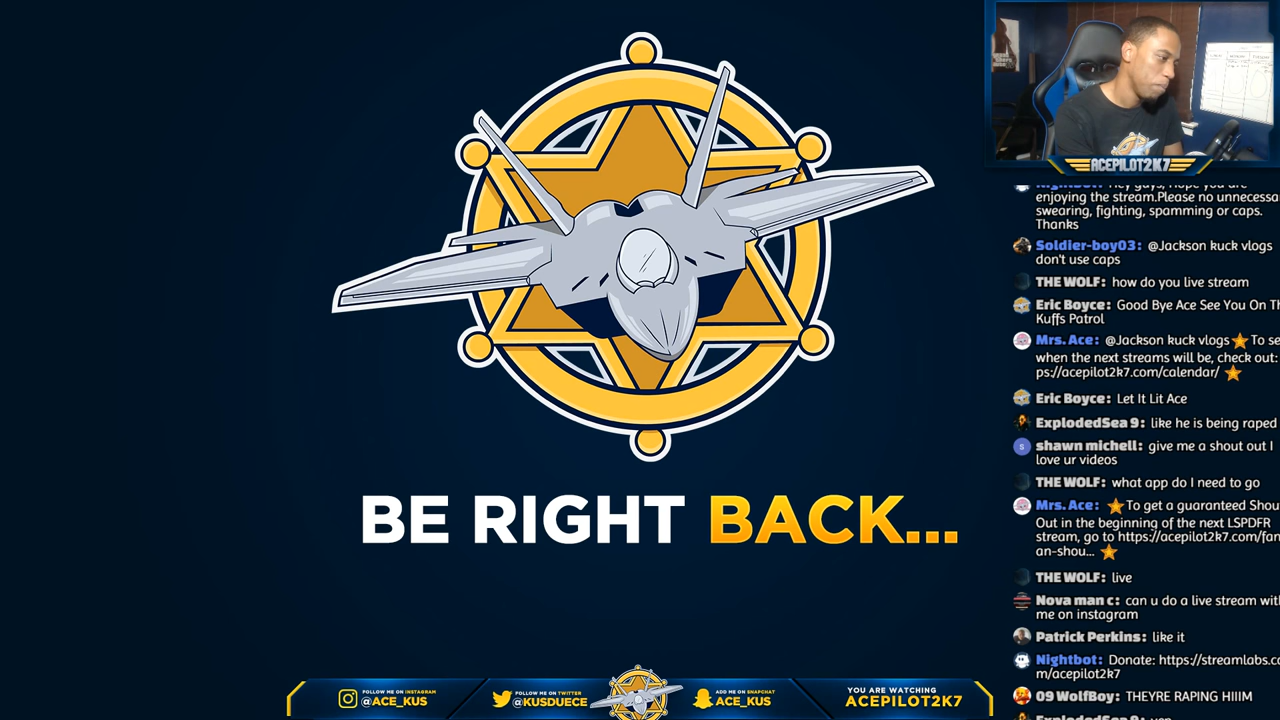 BE RIGHT BACK...
ACEPILOT2K7
Nightbot: Hey guys, Hope you are
enjoying the stream.Please no unnecessa
swearing, fighting, spamming or caps.
Thanks
Soldier-boy03: @Jackson kuck vlogs
don't use caps
THE WOLF: how do you live stream
Eric Boyce: Good Bye Ace See You On Th
Kuffs Patrol
Mrs. Ace: @Jackson kuck vlogs To se
when the next streams will be, check out:
ps://acepilot2k7.com/calendar/
Eric Boyce: Let It Lit Ace
ExplodedSea 9: like he is being raped
S shawn michell: give me a shout out I
love ur videos
THE WOLF: what app do I need to go
Mrs. Ace: To get a guaranteed Shou
Out in the beginning of the next LSPDFR
stream, go to https://acepilot2k7.com/fan
an-shou...
THE WOLF: live
Nova man c: can u do a live stream wit
me on instagram
Patrick Perkins: like it
Nightbot: Donate: https://streamlabs.co
m/acepilot2k7
09 WolfBoy: THEYRE RAPING HIIIM
ExplodedSea 9:
FOLLOW ME ON INSTAGRAM
@ACE_KUS
FOLLOW ME ON TWITTER
@KUSDUECE
ADD ME ON SNAPCHAT
ACE_KUS
YOU ARE WATCHING
ACEPILOT2K7